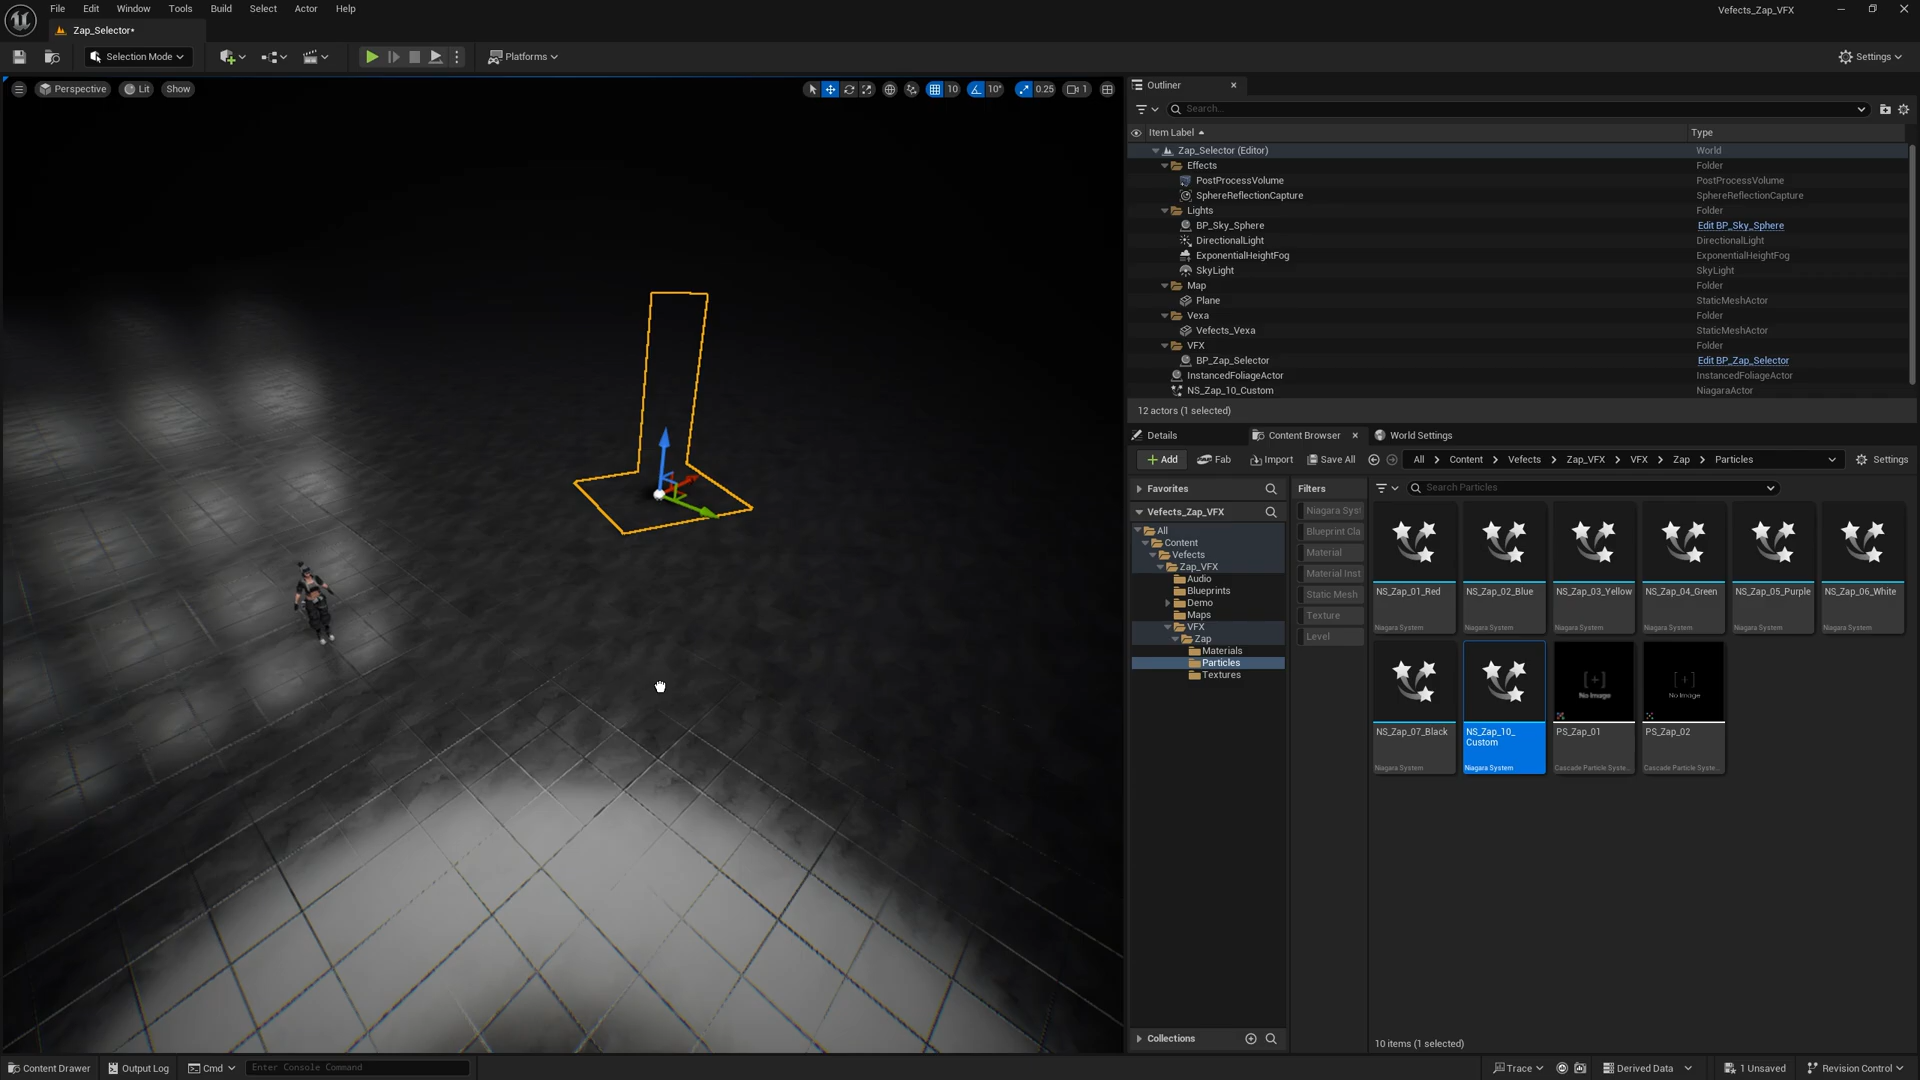 File Edit Window Tools Build Select Actor Help
Vefects_Zap_VFX
Zap_Selector*
Selection Mode
Platforms
Settings
Perspective Lit Show
10 10° 0.25 1
Outliner
Search...
Item Label Type
Zap_Selector (Editor) World
Effects Folder
PostProcessVolume PostProcessVolume
SphereReflectionCapture SphereReflectionCapture
Lights Folder
BP_Sky_Sphere Edit BP_Sky_Sphere
DirectionalLight DirectionalLight
ExponentialHeightFog ExponentialHeightFog
SkyLight SkyLight
Map Folder
Plane StaticMeshActor
Vexa Folder
Vefects_Vexa StaticMeshActor
VFX Folder
BP_Zap_Selector Edit BP_Zap_Selector
InstancedFoliageActor InstancedFoliageActor
NS_Zap_10_Custom NiagaraActor
12 actors (1 selected)
Details Content Browser World Settings
Add Fab Import Save All All Content Vefects Zap_VFX VFX Zap Particles Settings
Favorites
Vefects_Zap_VFX
All
Content
Vefects
Zap_VFX
Audio
Blueprints
Demo
Maps
VFX
Zap
Materials
Particles
Textures
Collections
Filters
Niagara Sys
Blueprint Cla
Material
Material Inst
Static Mesh
Texture
Level
Search Particles
NS_Zap_01_Red NS_Zap_02_Blue NS_Zap_03_Yellow NS_Zap_04_Green NS_Zap_05_Purple NS_Zap_06_White
Niagara System Niagara System Niagara System Niagara System Niagara System Niagara System
No Image No Image
NS_Zap_07_Black NS_Zap_10_ PS_Zap_01 PS_Zap_02
Custom
Niagara System Niagara System Cascade Particle Syste... Cascade Particle Syste...
10 items (1 selected)
Content Drawer Output Log Cmd Enter Console Command
Trace Derived Data 1 Unsaved Revision Control